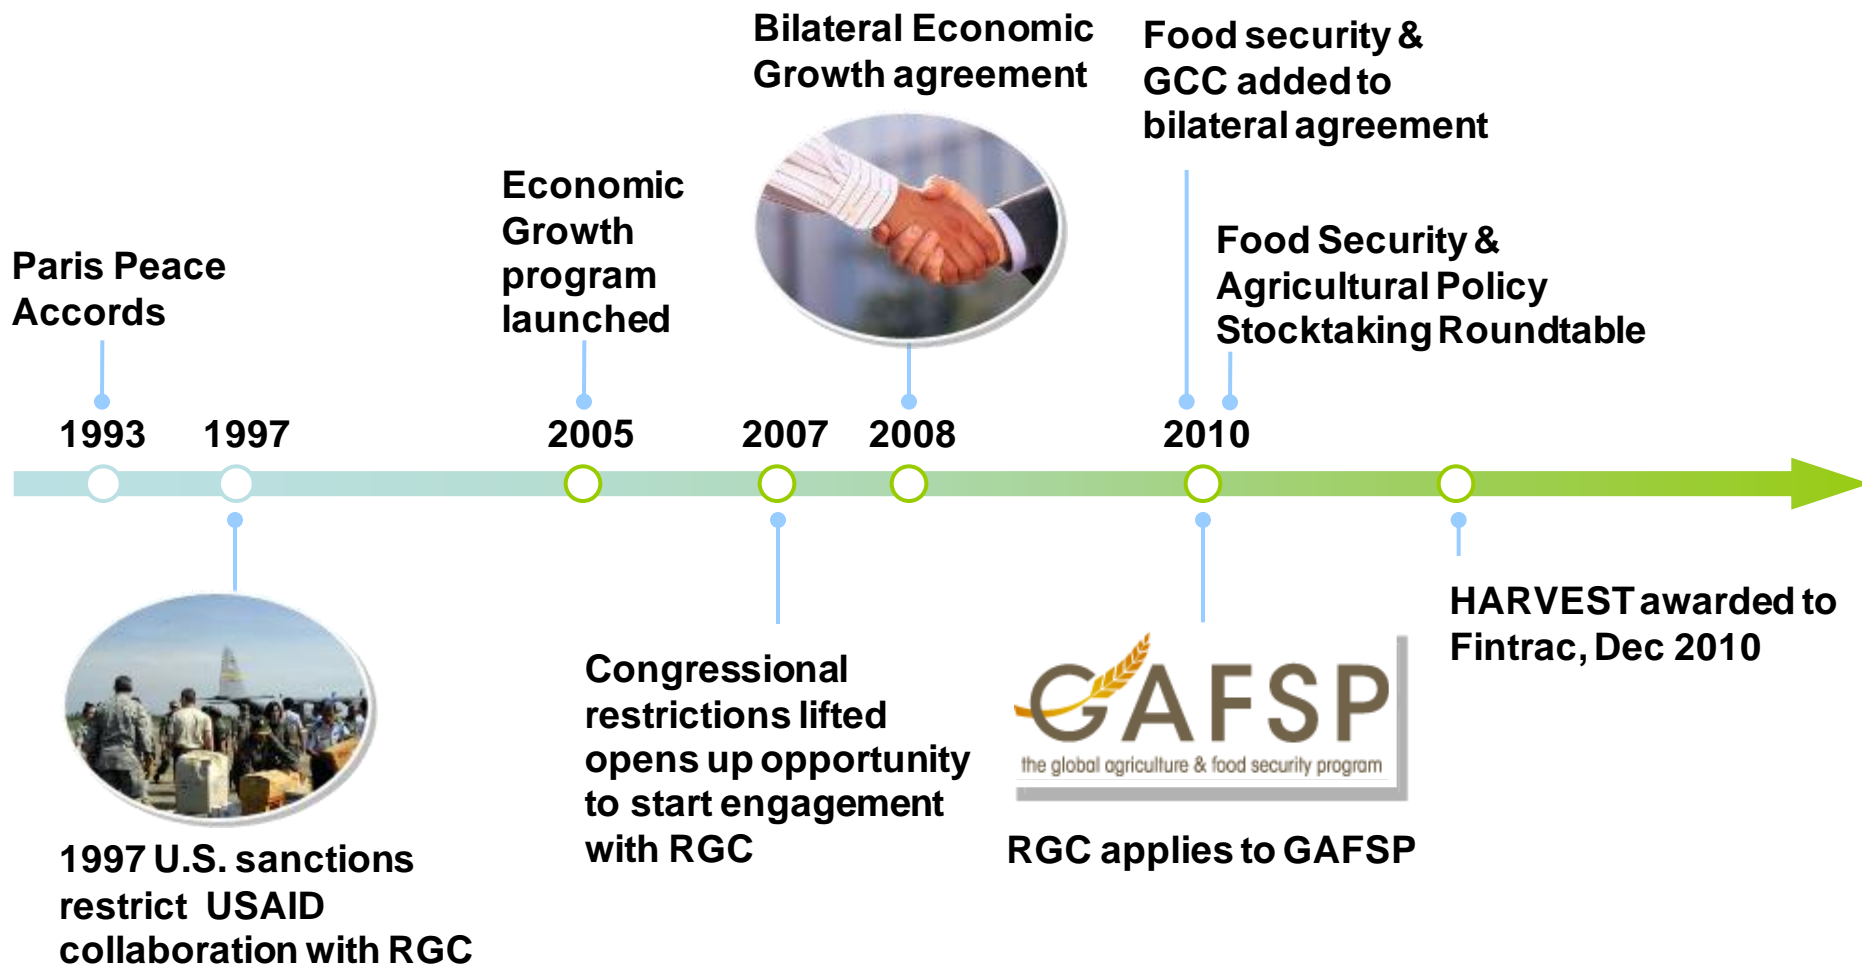 Paris Peace
Accords
1993
1997
1997 U.S. sanctions
restrict USAID
collaboration with RGC
Economic
Growth
program
launched
2005
2007
Congressional
restrictions lifted
opens up opportunity
to start engagement
with RGC
Bilateral Economic
Growth agreement
2008
Food security &
GCC added to
bilateral agreement
Food Security &
Agricultural Policy
Stocktaking Roundtable
2010
GAFSP
the global agriculture & food security program
RGC applies to GAFSP
HARVEST awarded to
Fintrac, Dec 2010